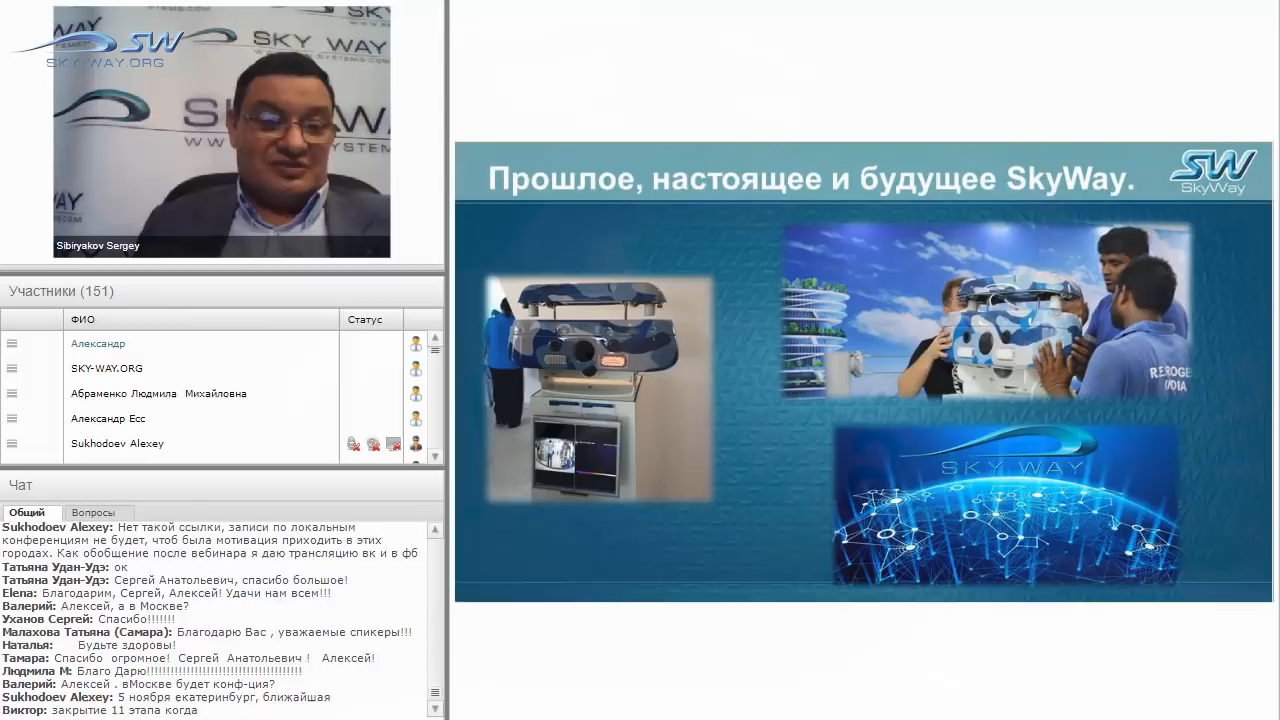 SW
SKY-WAY.ORG
SKY WAY
Sibiryakov Sergey
Участники (151)
ФИО Статус
Александр
SKY-WAY.ORG
Абраменко Людмила Михайловна
Александр Есс
Sukhodoev Alexey
Чат
Общий Вопросы
Sukhodoev Alexey: Нет такой ссылки, записи по локальным
конференциям не будет, чтоб была мотивация приходить в этих
городах. Как обобщение после вебинара я даю трансляцию вк и в фб
Татьяна Удан-Удэ: ок
Татьяна Удан-Удэ: Сергей Анатольевич, спасибо большое!
Elena: Благодарим, Сергей, Алексей! Удачи нам всем!!!
Валерий: Алексей, а в Москве?
Уханов Сергей: Спасибо!!!!!!!
Малахова Татьяна (Самара): Благодарю Вас , уважаемые спикеры!!!
Наталья: Будьте здоровы!
Тамара: Спасибо огромное! Сергей Анатольевич ! Алексей!
Людмила М: Благо Дарю!!!!!!!!!!!!!!!!!!!!!!!!!!!!!!!!!!!!!!!
Валерий: Алексей . вМоскве будет конф-ция?
Sukhodoev Alexey: 5 ноября екатеринбург, ближайшая
Виктор: закрытие 11 этапа когда
Прошлое, настоящее и будущее SkyWay.
SW
SkyWay
SKY WAY